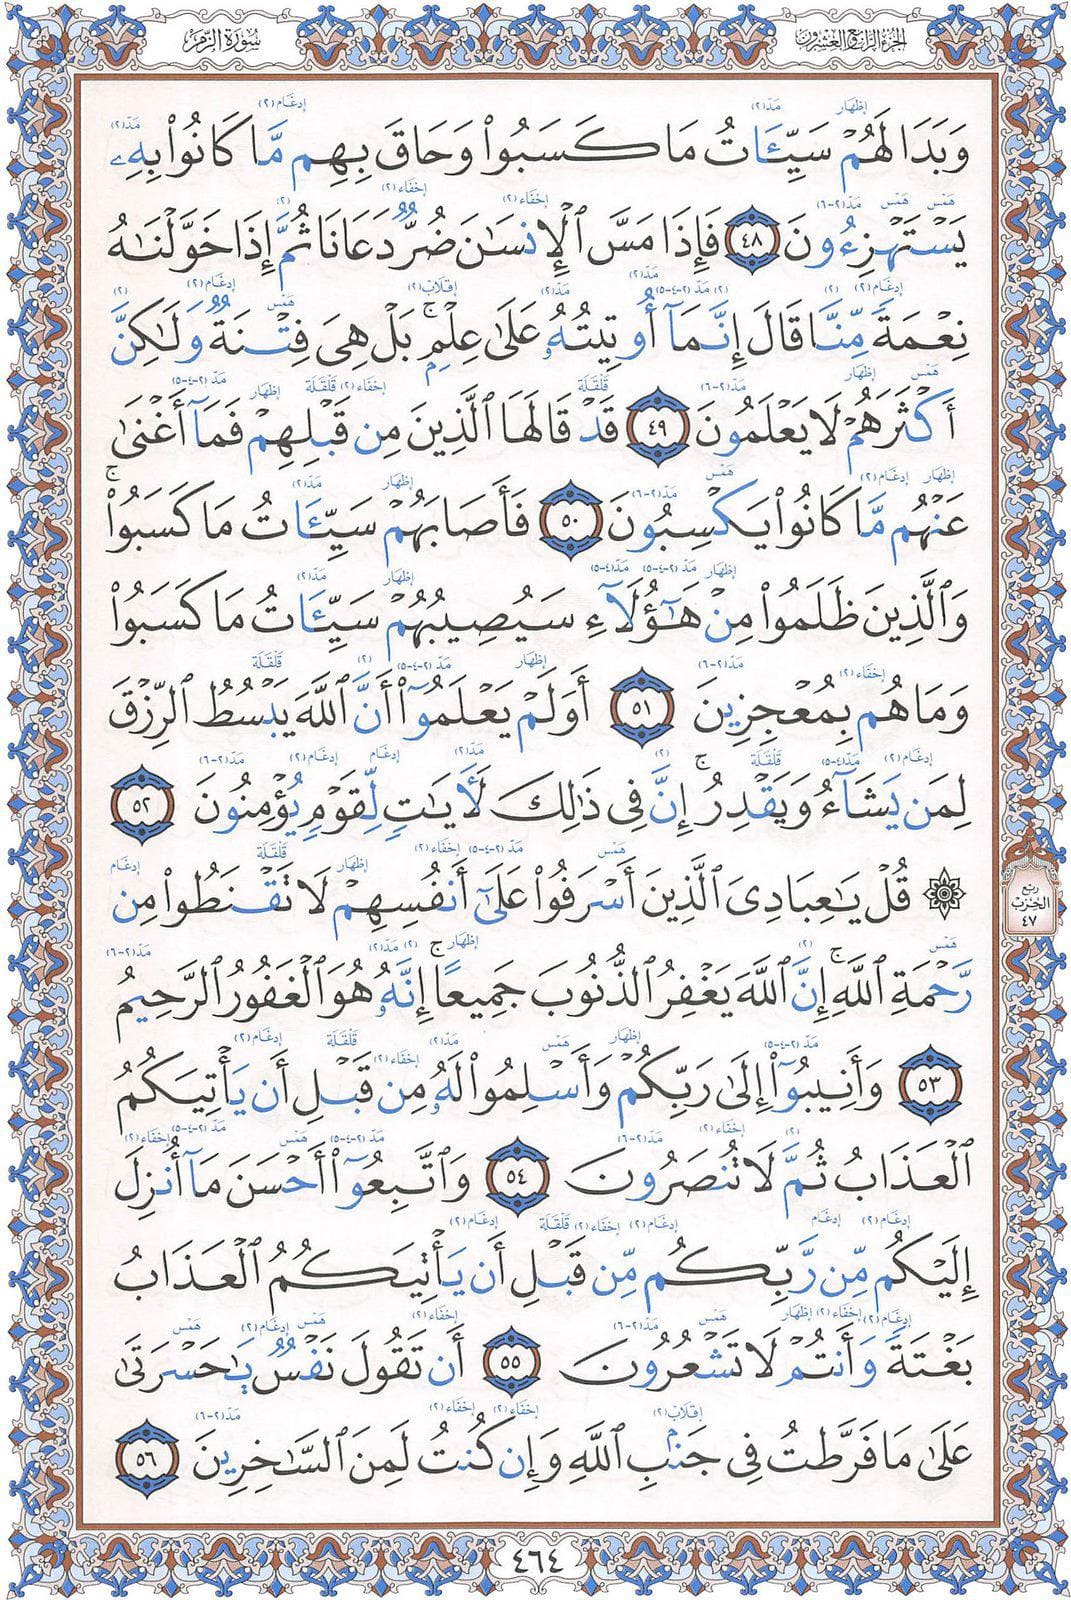 الجزء الرابع والعشرون
سورة الزمر
وَبَدَا لَهُمْ سَيِّـَٔاتُ مَا كَسَبُوا۟ وَحَاقَ بِهِم مَّا كَانُوا۟ بِهِۦ
يَسْتَهْزِءُونَ ٤٨ فَإِذَا مَسَّ ٱلْإِنسَـٰنَ ضُرٌّ دَعَانَا ثُمَّ إِذَا خَوَّلْنَـٰهُ
نِعْمَةً مِّنَّا قَالَ إِنَّمَآ أُوتِيتُهُۥ عَلَىٰ عِلْمٍۭ ۚ بَلْ هِىَ فِتْنَةٌ وَلَـٰكِنَّ
أَكْثَرَهُمْ لَا يَعْلَمُونَ ٤٩ قَدْ قَالَهَا ٱلَّذِينَ مِن قَبْلِهِمْ فَمَآ أَغْنَىٰ
عَنْهُم مَّا كَانُوا۟ يَكْسِبُونَ ٥٠ فَأَصَابَهُمْ سَيِّـَٔاتُ مَا كَسَبُوا۟ ۚ
وَٱلَّذِينَ ظَلَمُوا۟ مِنْ هَـٰٓؤُلَآءِ سَيُصِيبُهُمْ سَيِّـَٔاتُ مَا كَسَبُوا۟
وَمَا هُم بِمُعْجِزِينَ ٥١ أَوَلَمْ يَعْلَمُوٓا۟ أَنَّ ٱللَّهَ يَبْسُطُ ٱلرِّزْقَ
لِمَن يَشَآءُ وَيَقْدِرُ ۚ إِنَّ فِى ذَٰلِكَ لَـَٔايَـٰتٍ لِّقَوْمٍ يُؤْمِنُونَ ٥٢
۞ قُلْ يَـٰعِبَادِىَ ٱلَّذِينَ أَسْرَفُوا۟ عَلَىٰٓ أَنفُسِهِمْ لَا تَقْنَطُوا۟ مِن
رَّحْمَةِ ٱللَّهِ ۚ إِنَّ ٱللَّهَ يَغْفِرُ ٱلذُّنُوبَ جَمِيعًا ۚ إِنَّهُۥ هُوَ ٱلْغَفُورُ ٱلرَّحِيمُ
٥٣ وَأَنِيبُوٓا۟ إِلَىٰ رَبِّكُمْ وَأَسْلِمُوا۟ لَهُۥ مِن قَبْلِ أَن يَأْتِيَكُمُ
ٱلْعَذَابُ ثُمَّ لَا تُنصَرُونَ ٥٤ وَٱتَّبِعُوٓا۟ أَحْسَنَ مَآ أُنزِلَ
إِلَيْكُم مِّن رَّبِّكُم مِّن قَبْلِ أَن يَأْتِيَكُمُ ٱلْعَذَابُ
بَغْتَةً وَأَنتُمْ لَا تَشْعُرُونَ ٥٥ أَن تَقُولَ نَفْسٌ يَـٰحَسْرَتَىٰ
عَلَىٰ مَا فَرَّطتُ فِى جَنۢبِ ٱللَّهِ وَإِن كُنتُ لَمِنَ ٱلسَّـٰخِرِينَ ٥٦
ربع
الحزب
٤٧
٤٦٤